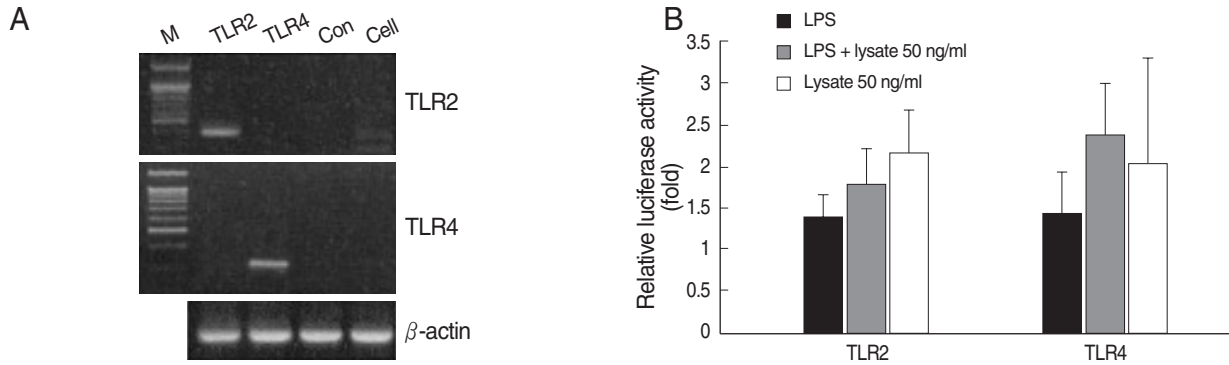 A
M TLR2 TLR4 Con Cell
TLR2
TLR4
β-actin
B
LPS
LPS + lysate 50 ng/ml
Lysate 50 ng/ml
Relative luciferase activity
(fold)
3.5
3
2.5
2
1.5
1
0.5
0
TLR2 TLR4